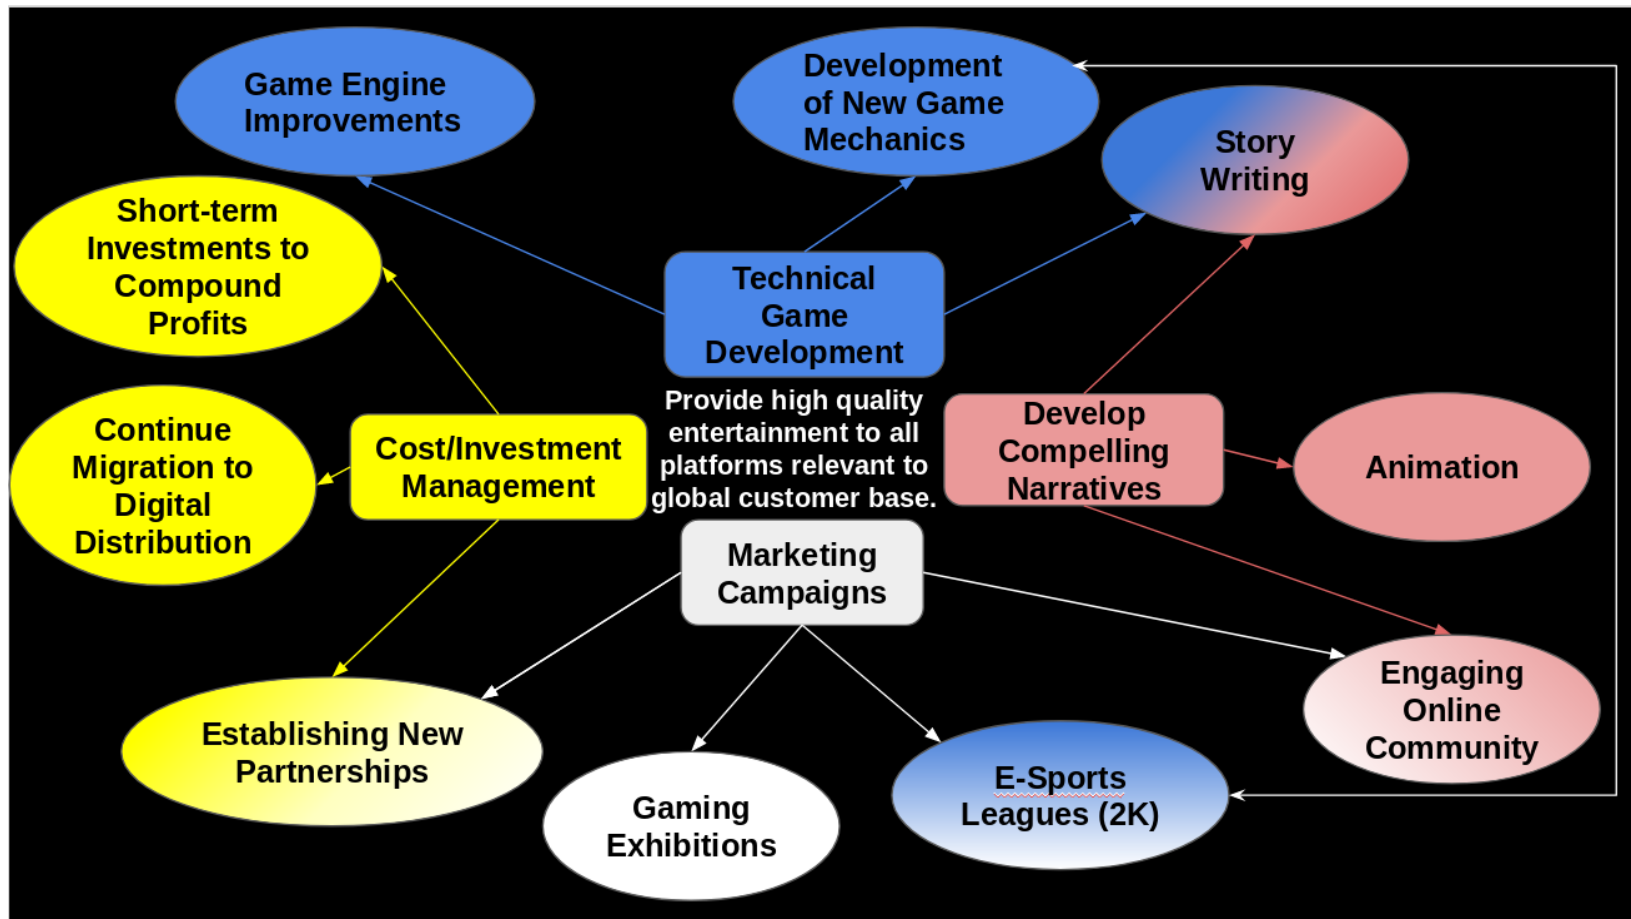 Game Engine
Improvements
Development
of New Game
Mechanics
Story
Writing
Short-term
Investments to
Compound
Profits
Technical
Game
Development
Continue
Migration to
Digital
Distribution
Cost/Investment
Management
Provide high quality
entertainment to all
platforms relevant to
global customer base.
Develop
Compelling
Narratives
Animation
Marketing
Campaigns
Establishing New
Partnerships
Gaming
Exhibitions
E-Sports
Leagues (2K)
Engaging
Online
Community